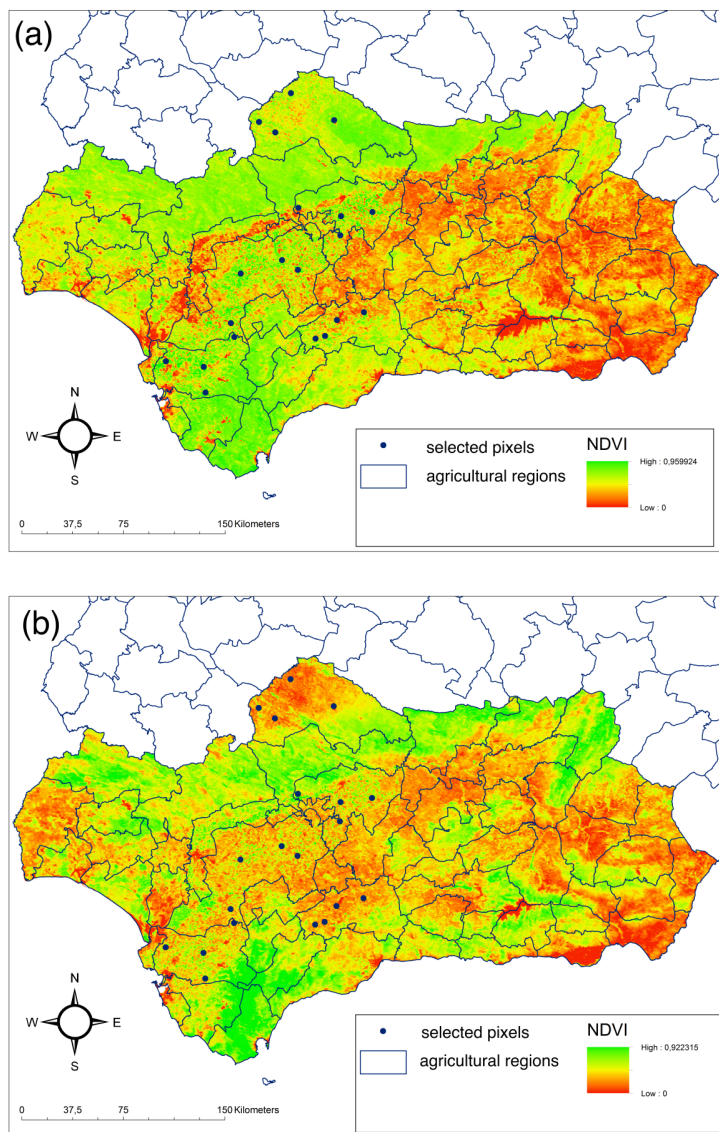 (a)
N
W E
S
0 37,5 75 150 Kilometers
selected pixels
agricultural regions
NDVI
High : 0,959924
Low : 0
(b)
N
W E
S
0 37,5 75 150 Kilometers
selected pixels
agricultural regions
NDVI
High : 0,922315
Low : 0